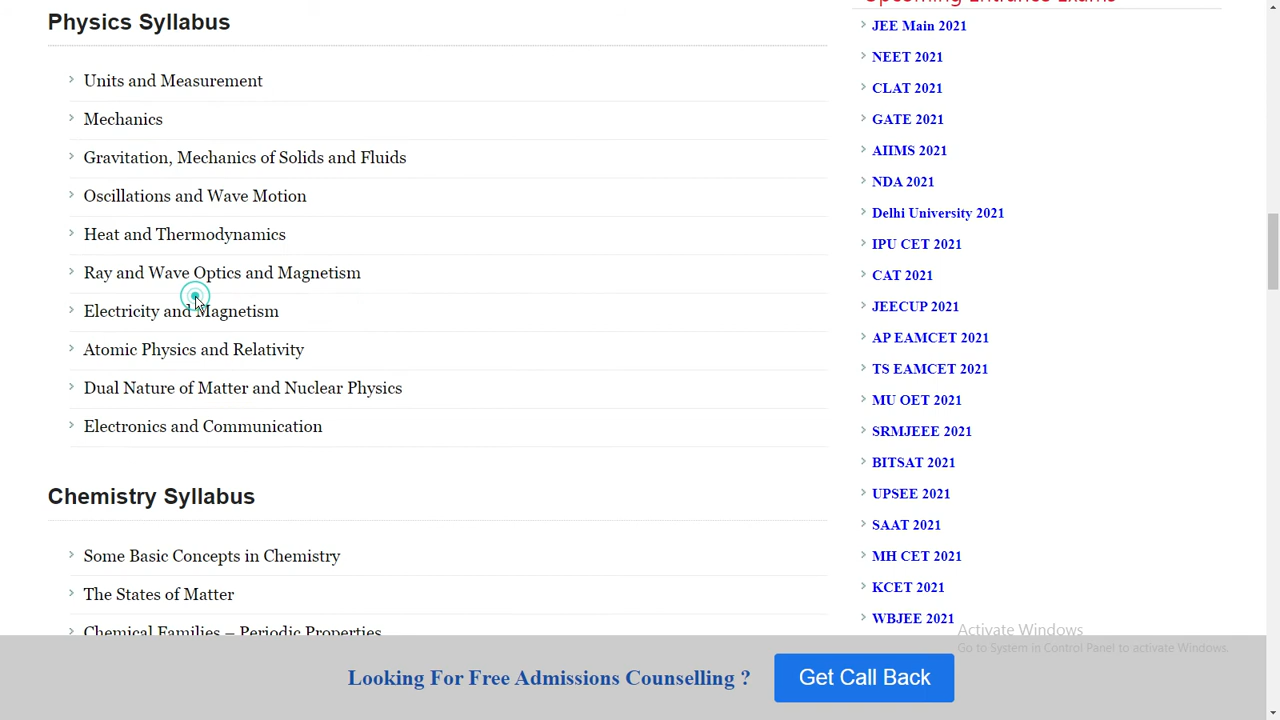 Physics Syllabus
Units and Measurement
Mechanics
Gravitation, Mechanics of Solids and Fluids
Oscillations and Wave Motion
Heat and Thermodynamics
Ray and Wave Optics and Magnetism
Electricity and Magnetism
Atomic Physics and Relativity
Dual Nature of Matter and Nuclear Physics
Electronics and Communication
Chemistry Syllabus
Some Basic Concepts in Chemistry
The States of Matter
Chemical Families – Periodic Properties
Upcoming Entrance Exams
JEE Main 2021
NEET 2021
CLAT 2021
GATE 2021
AIIMS 2021
NDA 2021
Delhi University 2021
IPU CET 2021
CAT 2021
JEECUP 2021
AP EAMCET 2021
TS EAMCET 2021
MU OET 2021
SRMJEEE 2021
BITSAT 2021
UPSEE 2021
SAAT 2021
MH CET 2021
KCET 2021
WBJEE 2021
Activate Windows
Go to System in Control Panel to activate Windows.
Looking For Free Admissions Counselling ?
Get Call Back